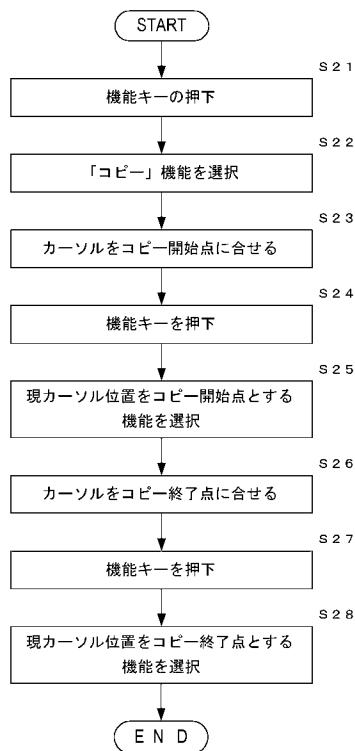 START
S21
機能キーの押下
S22
「コピー」機能を選択
S23
カーソルをコピー開始点に合せる
S24
機能キーを押下
S25
現カーソル位置をコピー開始点とする
機能を選択
S26
カーソルをコピー終了点に合せる
S27
機能キーを押下
S28
現カーソル位置をコピー終了点とする
機能を選択
END